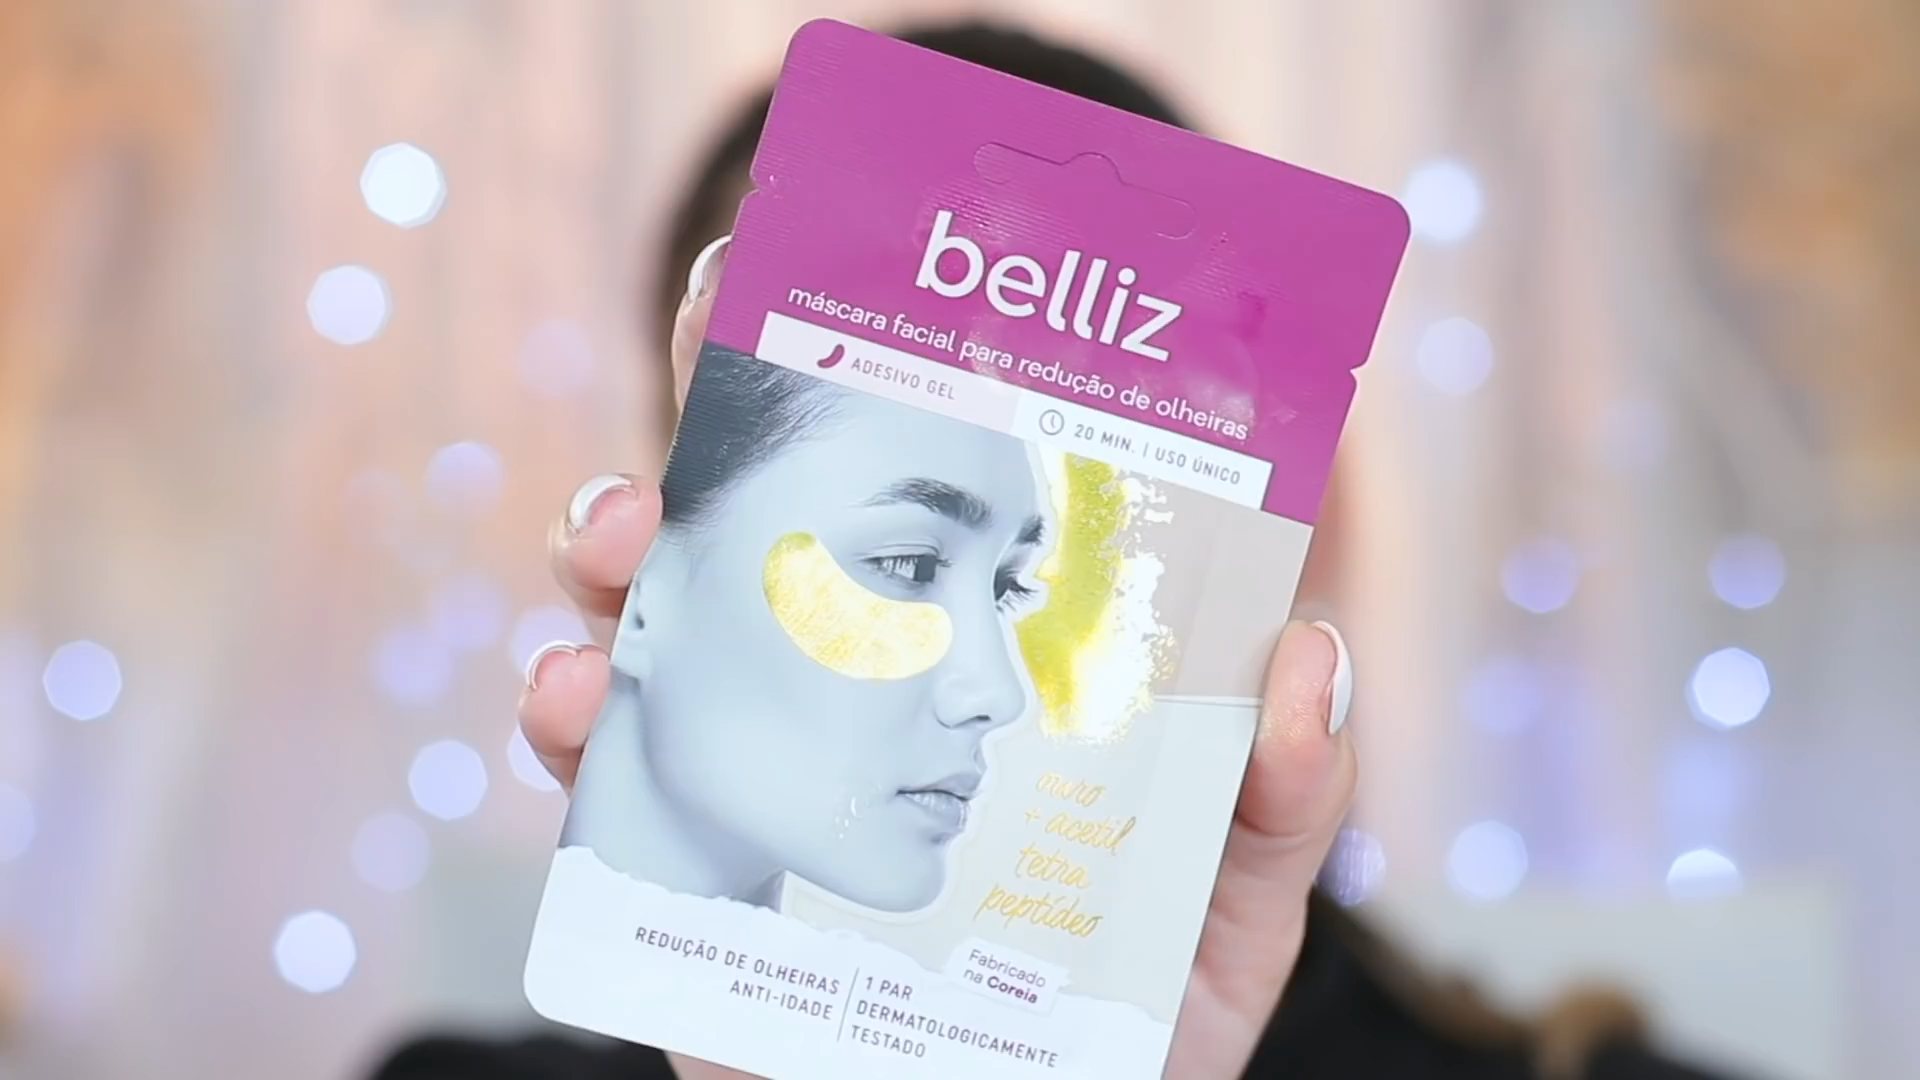 belliz
máscara facial para redução de olheiras
ADESIVO GEL
20 MIN. | USO ÚNICO
ouro
+ acetil
tetra
peptídeo
Fabricado
na Coreia
REDUÇÃO DE OLHEIRAS
ANTI-IDADE
1 PAR
DERMATOLOGICAMENTE
TESTADO